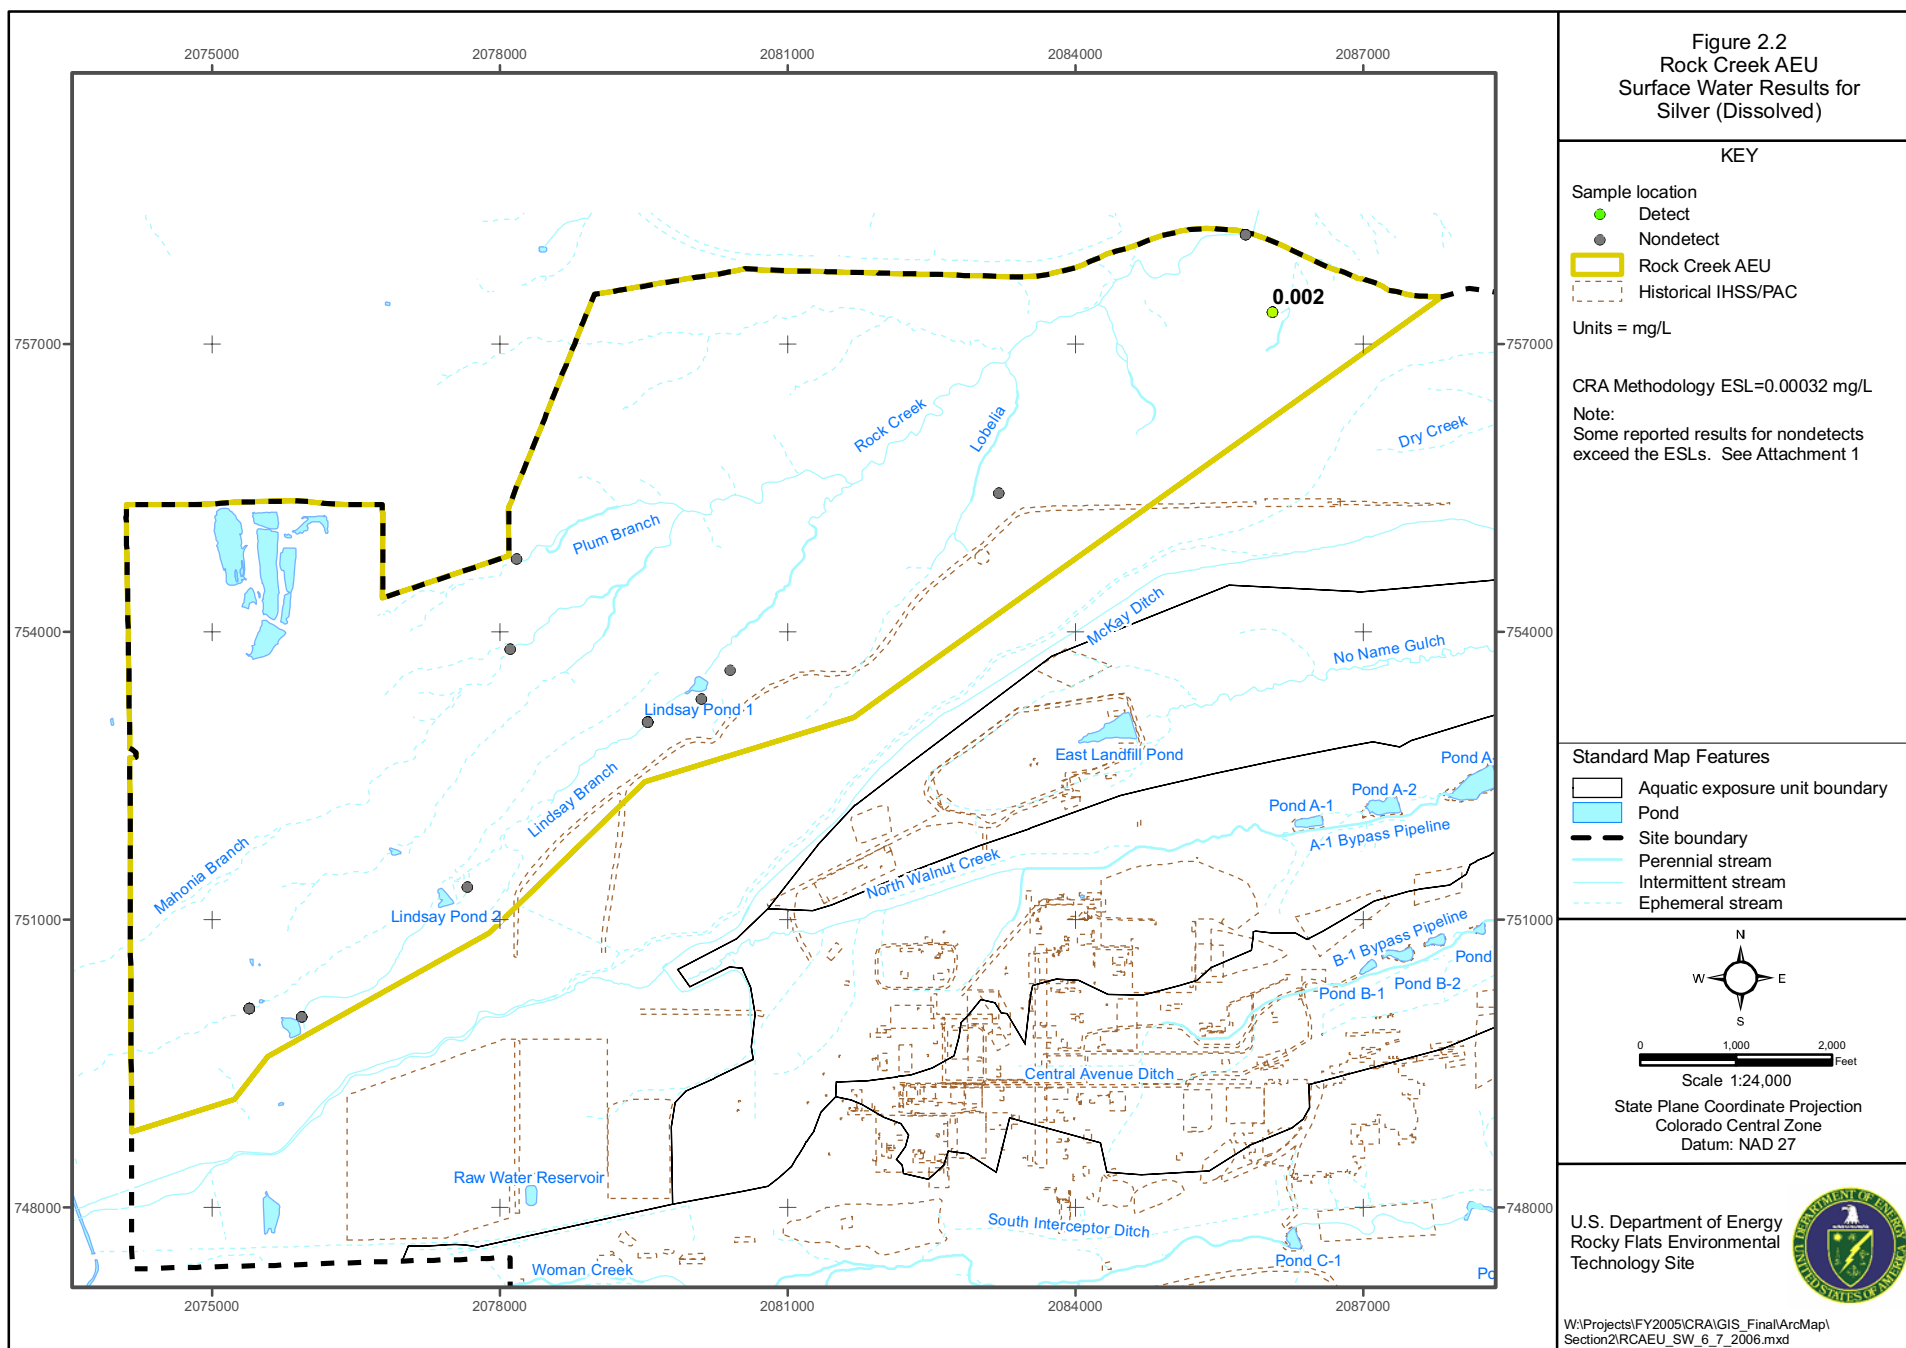 2075000
2078000
2081000
2084000
2087000
757000
754000
751000
748000
757000
754000
751000
748000
2075000
2078000
2081000
2084000
2087000
0.002
Rock Creek
Lobelia
Dry Creek
Plum Branch
McKay Ditch
No Name Gulch
Lindsay Pond 1
East Landfill Pond
Pond A-
Pond A-2
Pond A-1
A-1 Bypass Pipeline
Lindsay Branch
North Walnut Creek
Mahonia Branch
Lindsay Pond 2
B-1 Bypass Pipeline
Pond
Pond B-2
Pond B-1
Central Avenue Ditch
Raw Water Reservoir
South Interceptor Ditch
Pond C-1
Woman Creek
Po
Figure 2.2
Rock Creek AEU
Surface Water Results for
Silver (Dissolved)
KEY
Sample location
Detect
Nondetect
Rock Creek AEU
Historical IHSS/PAC
Units = mg/L
CRA Methodology ESL=0.00032 mg/L
Note:
Some reported results for nondetects
exceed the ESLs. See Attachment 1
Standard Map Features
Aquatic exposure unit boundary
Pond
Site boundary
Perennial stream
Intermittent stream
Ephemeral stream
N
W E
S
0 1,000 2,000
Feet
Scale 1:24,000
State Plane Coordinate Projection
Colorado Central Zone
Datum: NAD 27
U.S. Department of Energy
Rocky Flats Environmental
Technology Site
DEPARTMENT OF ENERGY
UNITED STATES OF AMERICA
W:\Projects\FY2005\CRA\GIS_Final\ArcMap\
Section2\RCAEU_SW_6_7_2006.mxd